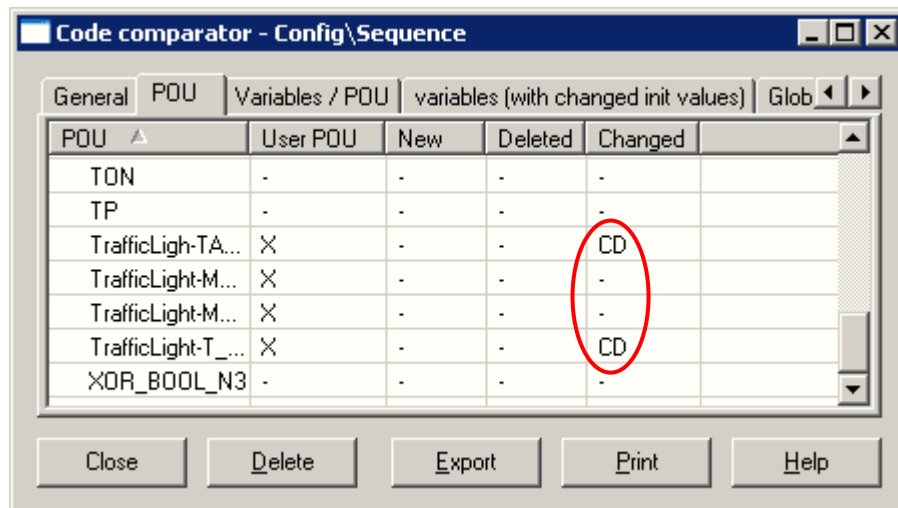 Code comparator - Config\Sequence
General POU Variables / POU variables (with changed init values) Glob
POU User POU New Deleted Changed
TON - - - -
TP - - - -
TrafficLigh-TA... X - - CD
TrafficLight-M... X - - -
TrafficLight-M... X - - -
TrafficLight-T_... X - - CD
XOR_BOOL_N3 - - - -
Close Delete Export Print Help